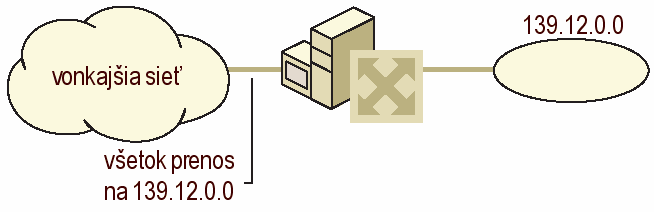 139.12.0.0
vonkajšia sieť
všetok prenos
na 139.12.0.0